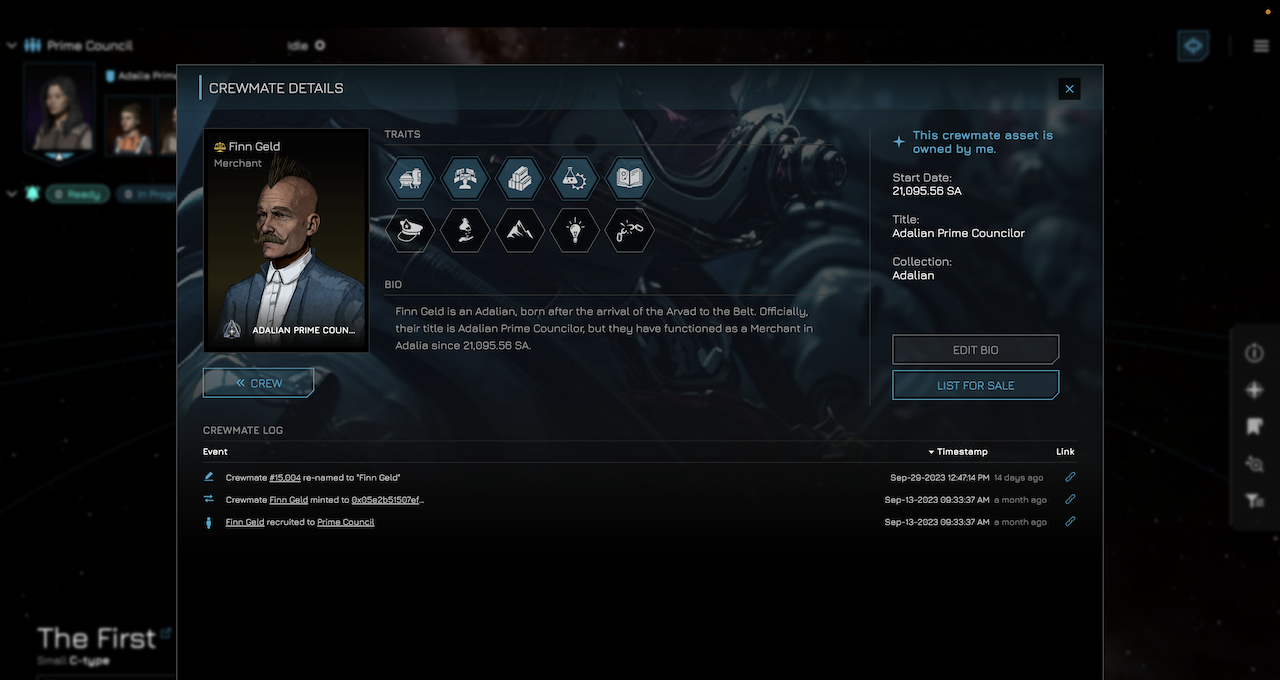 Prime Council
Idle
Adalia Prime
0 Ready
0 In Progr
CREWMATE DETAILS
Finn Geld
Merchant
ADALIAN PRIME COUN...
« CREW
TRAITS
BIO
Finn Geld is an Adalian, born after the arrival of the Arvad to the Belt. Officially,
their title is Adalian Prime Councilor, but they have functioned as a Merchant in
Adalia since 21,095.56 SA.
This crewmate asset is
owned by me.
Start Date:
21,095.56 SA
Title:
Adalian Prime Councilor
Collection:
Adalian
EDIT BIO
LIST FOR SALE
CREWMATE LOG
Event Timestamp Link
Crewmate #15,004 re-named to "Finn Geld" Sep-29-2023 12:47:14 PM 14 days ago
Crewmate Finn Geld minted to 0x05e2b51507ef... Sep-13-2023 09:33:37 AM a month ago
Finn Geld recruited to Prime Council Sep-13-2023 09:33:37 AM a month ago
The First
Small C-type